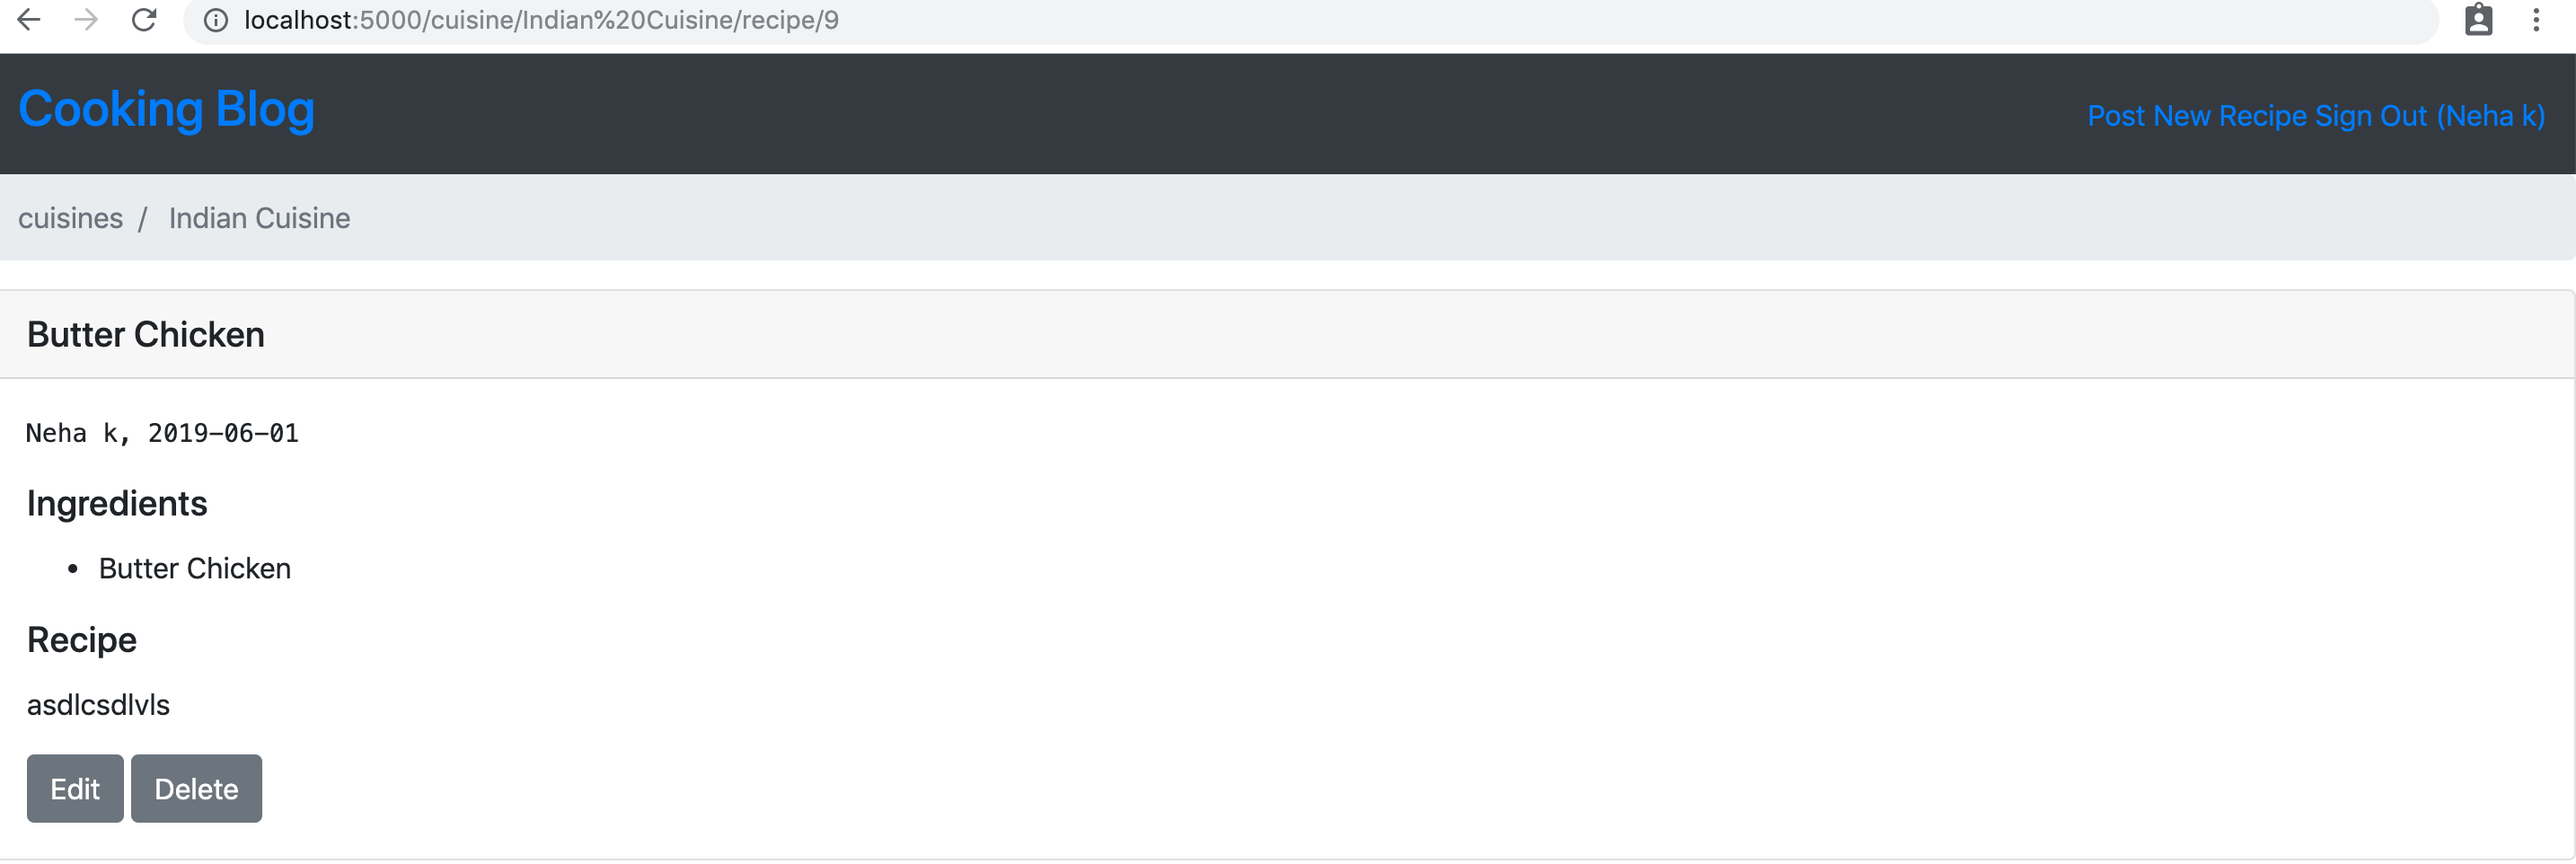 localhost:5000/cuisine/Indian%20Cuisine/recipe/9
Cooking Blog
Post New Recipe Sign Out (Neha k)
cuisines / Indian Cuisine
Butter Chicken
Neha k, 2019-06-01
Ingredients
• Butter Chicken
Recipe
asdlcsdlvls
Edit Delete